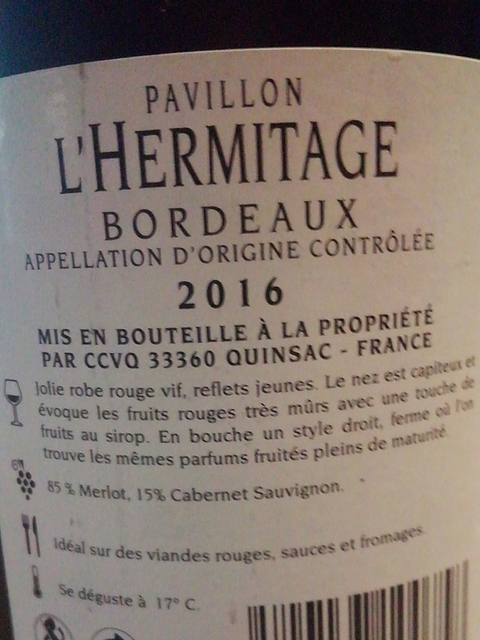 PAVILLON
L'HERMITAGE
BORDEAUX
APPELLATION D'ORIGINE CONTRÔLÉE
2016
MIS EN BOUTEILLE À LA PROPRIÉTÉ
PAR CCVQ 33360 QUINSAC - FRANCE
Jolie robe rouge vif, reflets jeunes. Le nez est capiteux et
évoque les fruits rouges très mûrs avec une touche de
fruits au sirop. En bouche un style droit, ferme où l'on
trouve les mêmes parfums fruités pleins de maturité.
85 % Merlot, 15% Cabernet Sauvignon.
Idéal sur des viandes rouges, sauces et fromages.
Se déguste à 17° C.